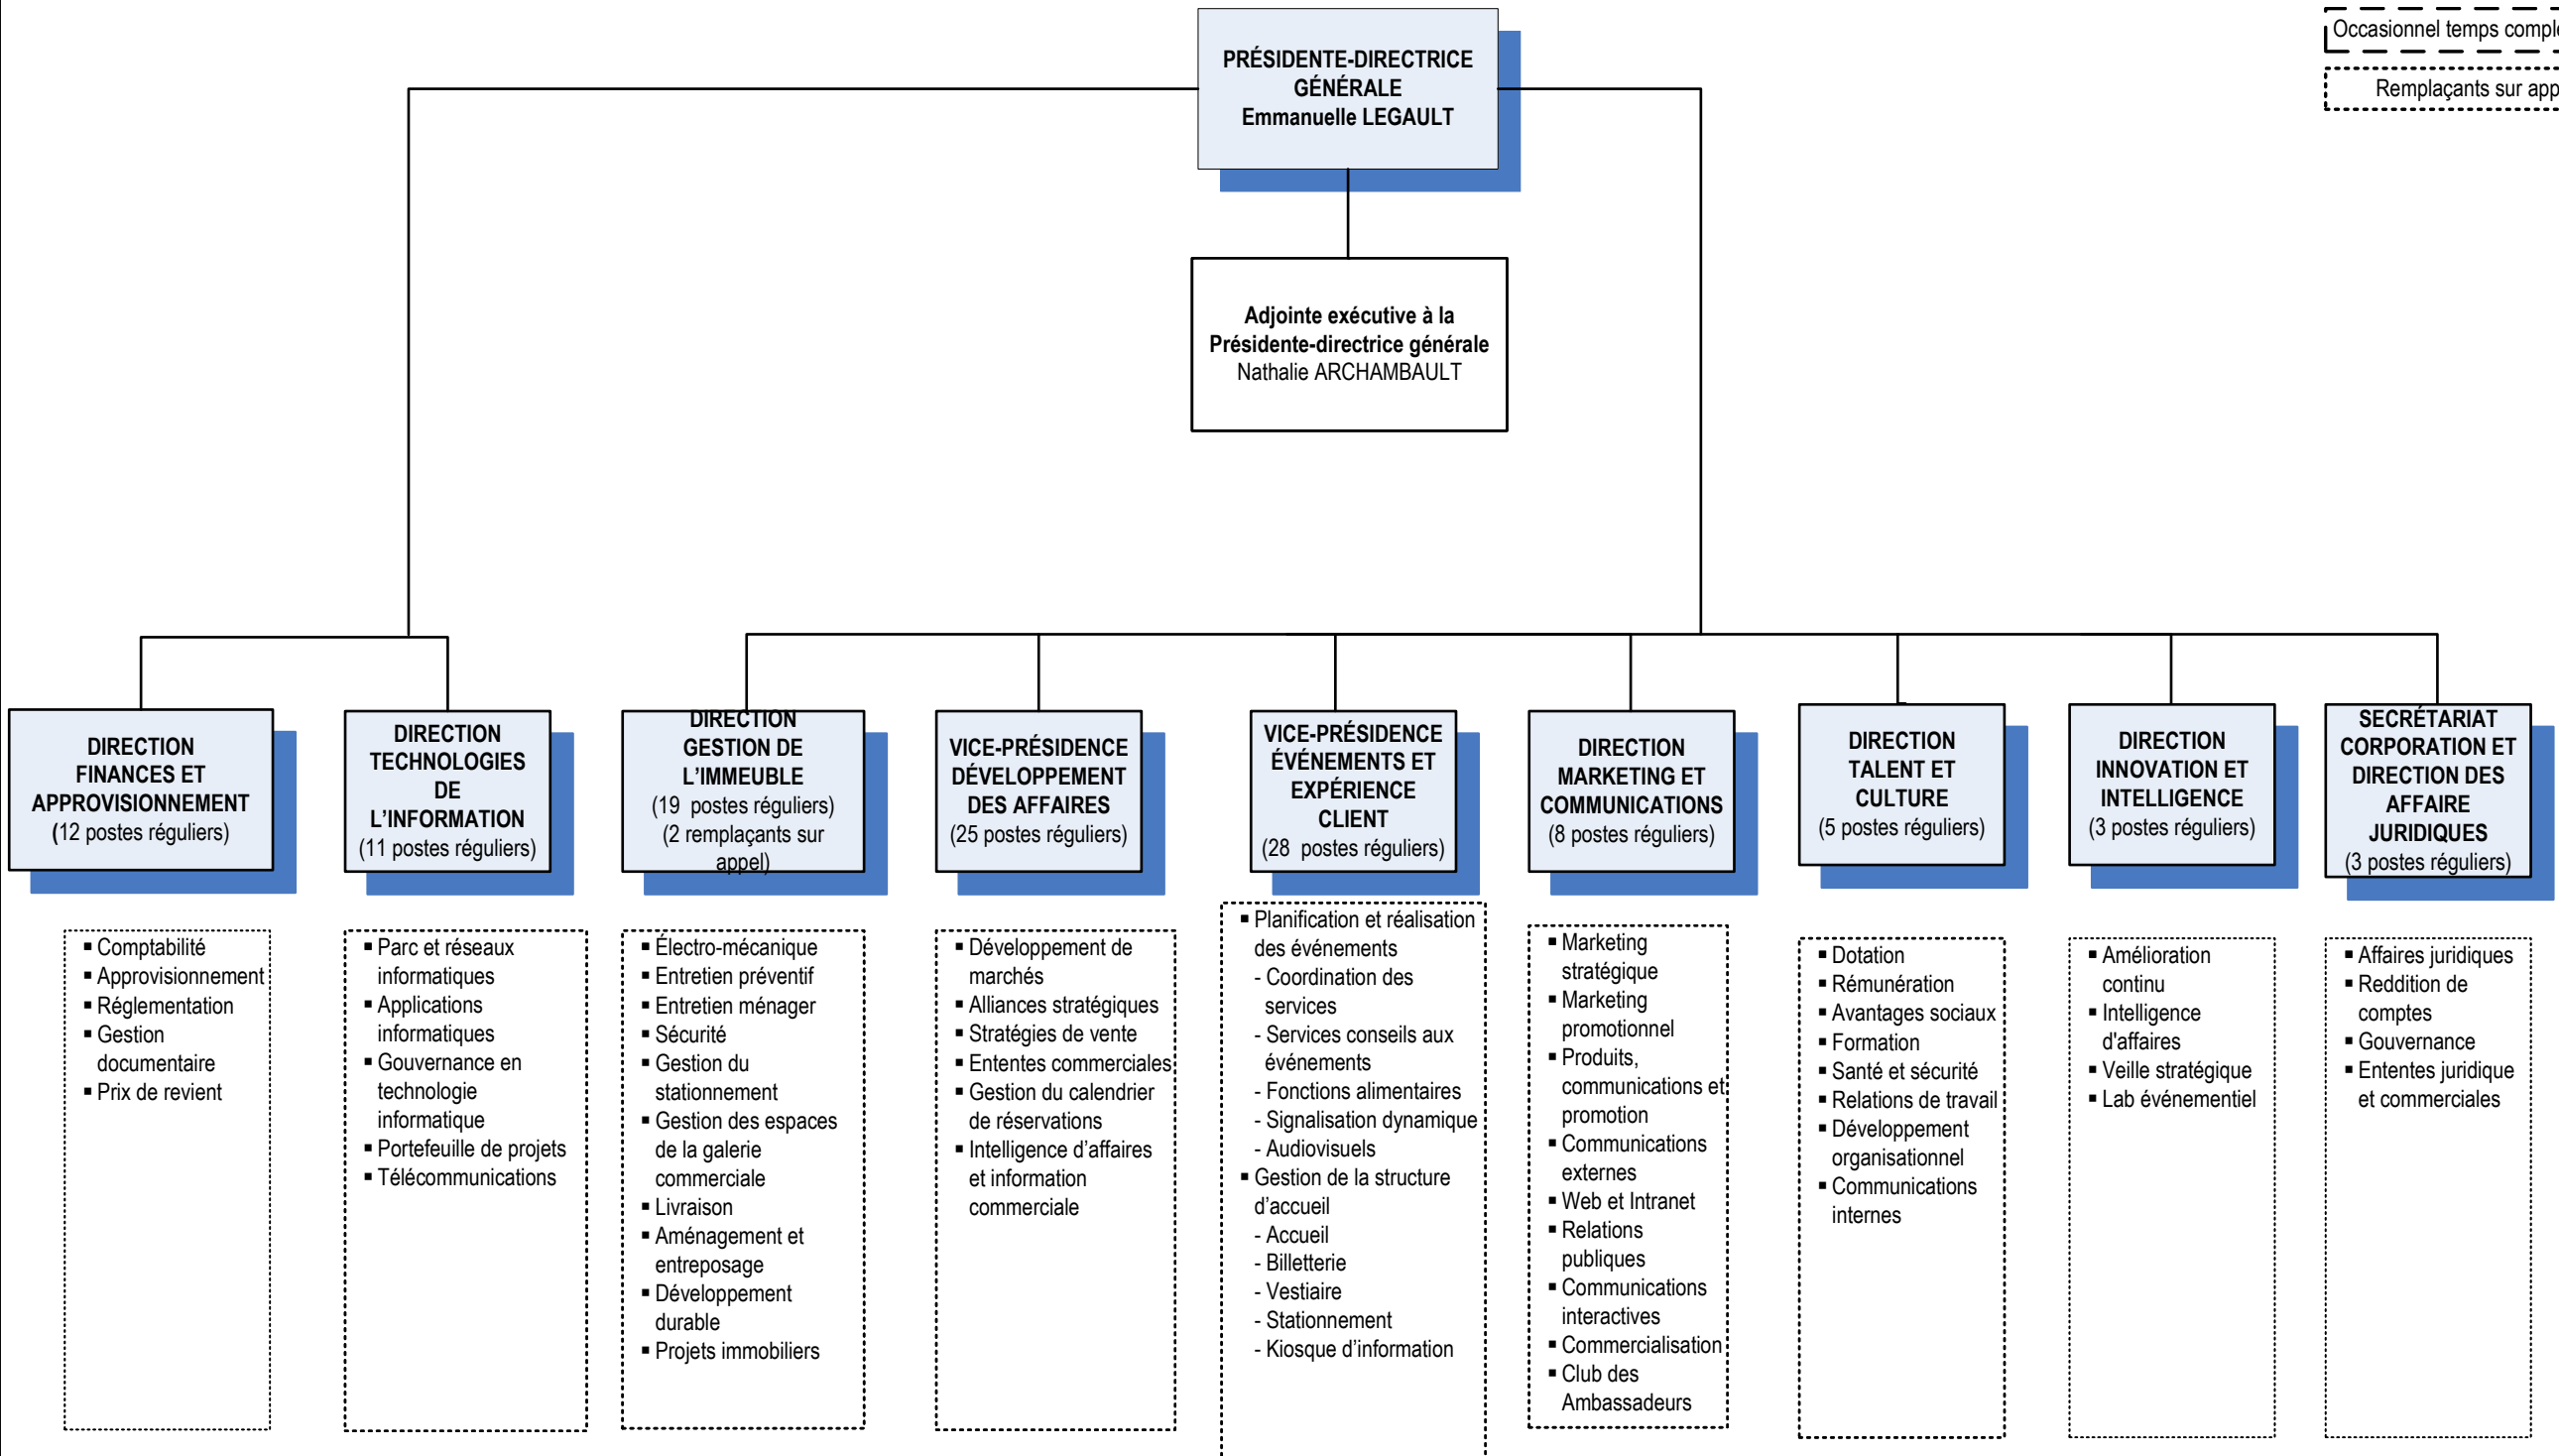 PRÉSIDENTE-DIRECTRICE
GÉNÉRALE
Emmanuelle LEGAULT
Occasionnel temps
Remplaçants sur
Adjointe exécutive à la
Présidente-directrice générale
Nathalie ARCHAMBAULT
DIRECTION
FINANCES ET
APPROVISIONNEMENT
(12 postes réguliers)
▪ Comptabilité
▪ Approvisionnement
▪ Réglementation
▪ Gestion
documentaire
▪ Prix de revient
DIRECTION
TECHNOLOGIES
DE
L'INFORMATION
(11 postes réguliers)
▪ Parc et réseaux
informatiques
▪ Applications
informatiques
▪ Gouvernance en
technologie
informatique
▪ Portefeuille de projets
▪ Télécommunications
DIRECTION
GESTION DE
L'IMMEUBLE
(19 postes réguliers)
(2 remplaçants sur
appel)
▪ Électro-mécanique
▪ Entretien préventif
▪ Entretien ménager
▪ Sécurité
▪ Gestion du
stationnement
▪ Gestion des espaces
de la galerie
commerciale
▪ Livraison
▪ Aménagement et
entreposage
▪ Développement
durable
▪ Projets immobiliers
VICE-PRÉSIDENCE
DÉVELOPPEMENT
DES AFFAIRES
(25 postes réguliers)
▪ Développement de
marchés
▪ Alliances stratégiques
▪ Stratégies de vente
▪ Ententes commerciales
▪ Gestion du calendrier
de réservations
▪ Intelligence d'affaires
et information
commerciale
VICE-PRÉSIDENCE
ÉVÉNEMENTS ET
EXPÉRIENCE
CLIENT
(28 postes réguliers)
▪ Planification et réalisation
des événements
- Coordination des
services
- Services conseils aux
événements
- Fonctions alimentaires
- Signalisation dynamique
- Audiovisuels
▪ Gestion de la structure
d'accueil
- Accueil
- Billetterie
- Vestiaire
- Stationnement
- Kiosque d'information
DIRECTION
MARKETING ET
COMMUNICATIONS
(8 postes réguliers)
▪ Marketing
stratégique
▪ Marketing
promotionnel
▪ Produits,
communications et
promotion
▪ Communications
externes
▪ Web et Intranet
▪ Relations
publiques
▪ Communications
interactives
▪ Commercialisation
▪ Club des
Ambassadeurs
DIRECTION
TALENT ET
CULTURE
(5 postes réguliers)
▪ Dotation
▪ Rémunération
▪ Avantages sociaux
▪ Formation
▪ Santé et sécurité
▪ Relations de travail
▪ Développement
organisationnel
▪ Communications
internes
DIRECTION
INNOVATION ET
INTELLIGENCE
(3 postes réguliers)
▪ Amélioration
continu
▪ Intelligence
d'affaires
▪ Veille stratégique
▪ Lab événementiel
SECRÉTARIAT
CORPORATION ET
DIRECTION DES
AFFAIRE
JURIDIQUES
(3 postes réguliers)
▪ Affaires juridiques
▪ Reddition de
comptes
▪ Gouvernance
▪ Ententes juridique
et commerciales